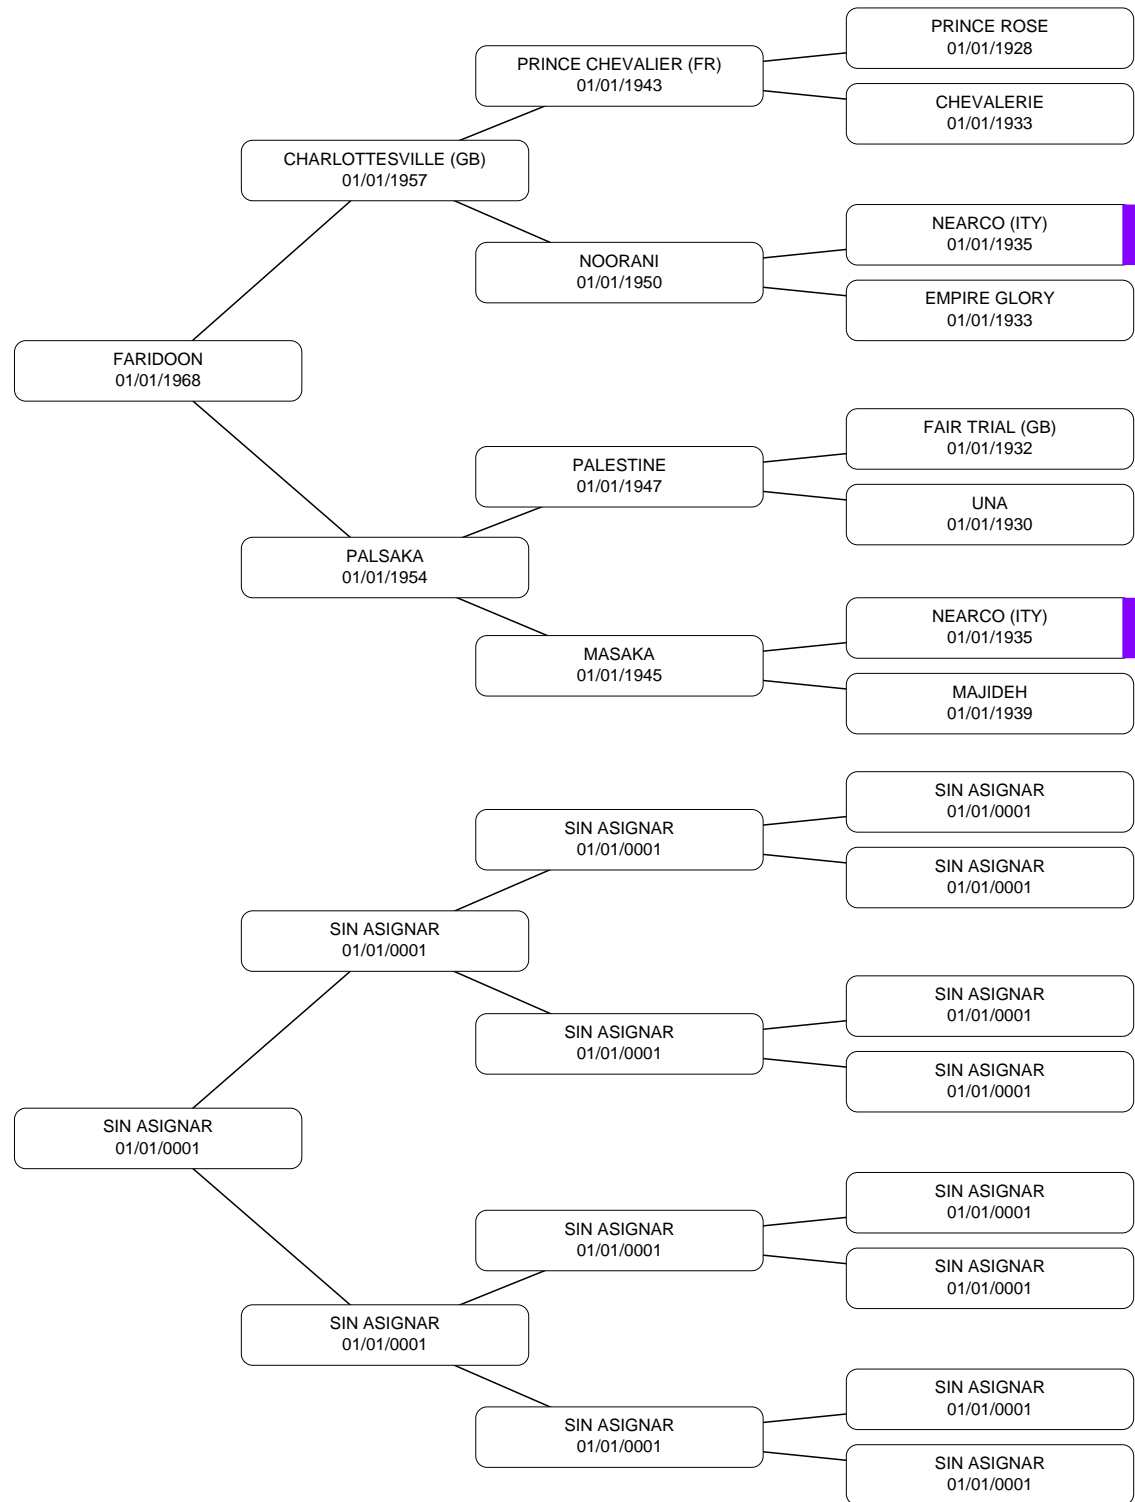 PRINCE ROSE
01/01/1928
PRINCE CHEVALIER (FR)
01/01/1943
CHEVALERIE
01/01/1933
CHARLOTTESVILLE (GB)
01/01/1957
NEARCO (ITY)
01/01/1935
NOORANI
01/01/1950
EMPIRE GLORY
01/01/1933
FARIDOON
01/01/1968
FAIR TRIAL (GB)
01/01/1932
PALESTINE
01/01/1947
UNA
01/01/1930
PALSAKA
01/01/1954
NEARCO (ITY)
01/01/1935
MASAKA
01/01/1945
MAJIDEH
01/01/1939
SIN ASIGNAR
01/01/0001
SIN ASIGNAR
01/01/0001
SIN ASIGNAR
01/01/0001
SIN ASIGNAR
01/01/0001
SIN ASIGNAR
01/01/0001
SIN ASIGNAR
01/01/0001
SIN ASIGNAR
01/01/0001
SIN ASIGNAR
01/01/0001
SIN ASIGNAR
01/01/0001
SIN ASIGNAR
01/01/0001
SIN ASIGNAR
01/01/0001
SIN ASIGNAR
01/01/0001
SIN ASIGNAR
01/01/0001
SIN ASIGNAR
01/01/0001
SIN ASIGNAR
01/01/0001